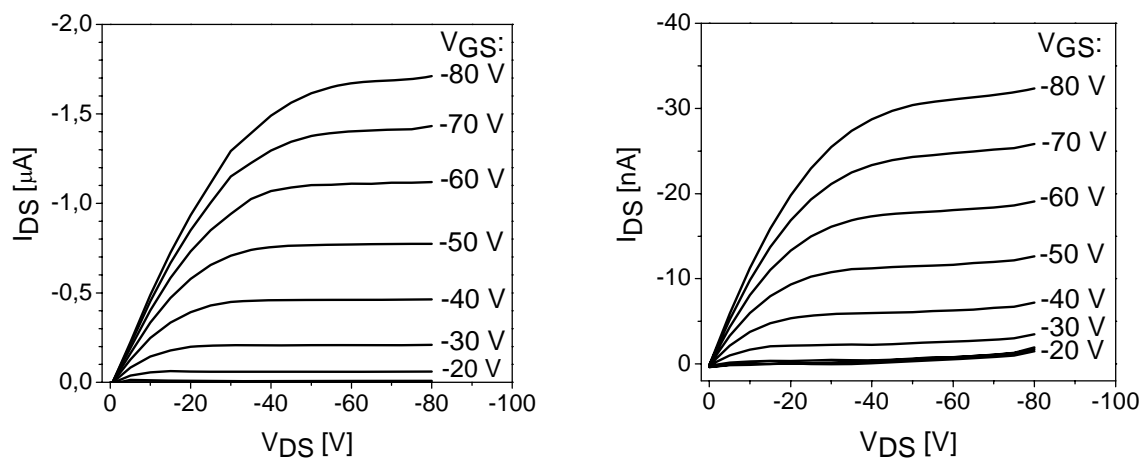 -2,0
-1,5
-1,0
-0,5
0,0
I_DS [μA]
0 -20 -40 -60 -80 -100
V_DS [V]
V_GS:
-80 V
-70 V
-60 V
-50 V
-40 V
-30 V
-20 V
-40
-30
-20
-10
0
I_DS [nA]
0 -20 -40 -60 -80 -100
V_DS [V]
V_GS:
-80 V
-70 V
-60 V
-50 V
-40 V
-30 V
-20 V